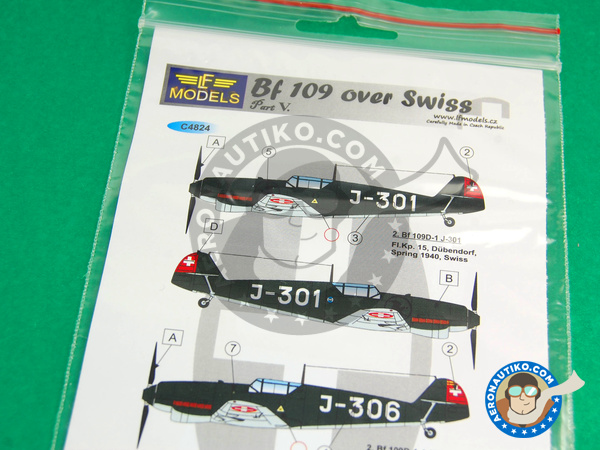 LF
MODELS
Bf 109 over Swiss
Part V.
www.lfmodels.cz
Carefully Made in Czech Republic
C4824
A
5
2
J-301
3
2. Bf 109D-1 J-301
Fl.Kp. 15, Dübendorf,
Spring 1940, Swiss
D
B
J-301
A
7
2
J-306
AERONAUTIKO.COM
AERONAUTIKO.COM